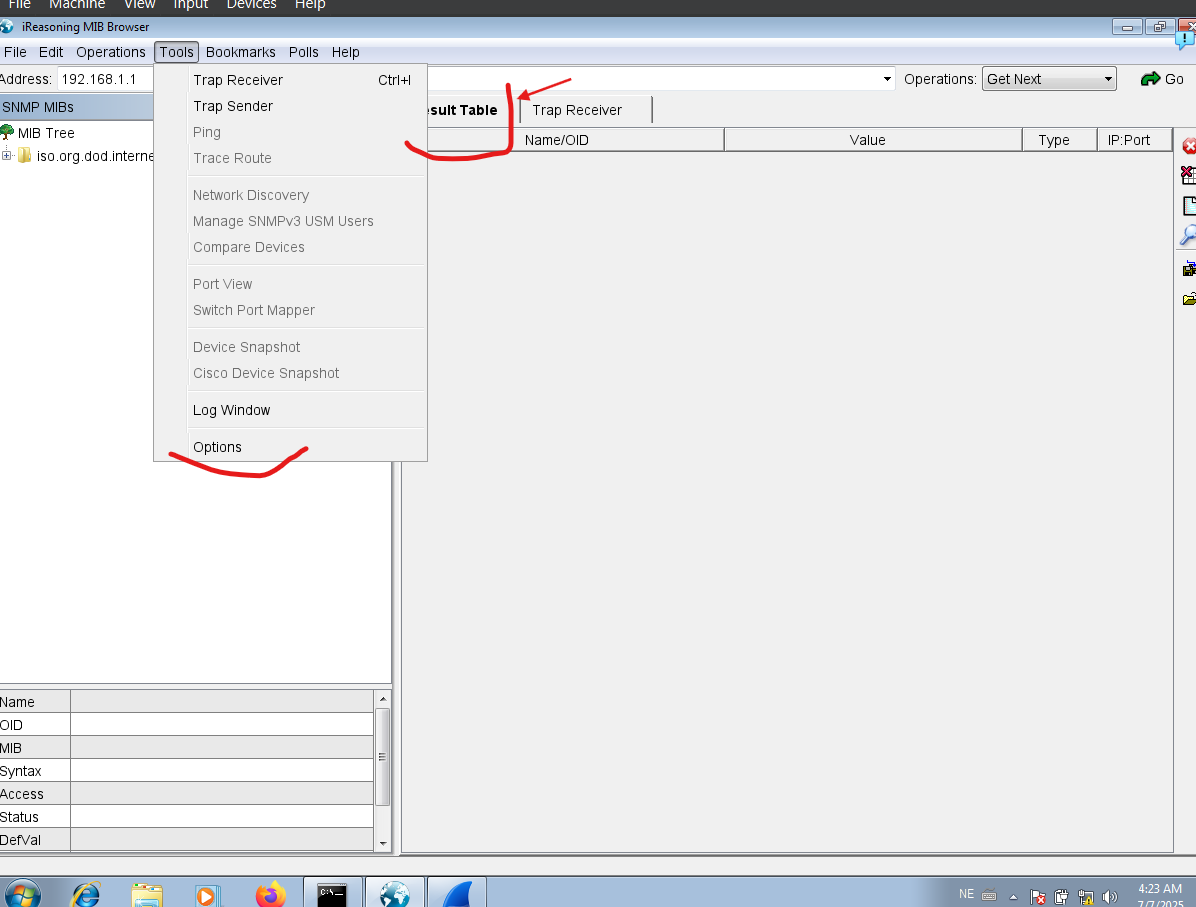 File Machine View Input Devices Help
iReasoning MIB Browser
File Edit Operations Tools Bookmarks Polls Help
Address: 192.168.1.1
Operations: Get Next Go
SNMP MIBs
MIB Tree
iso.org.dod.interne
Trap Receiver Ctrl+I
Trap Sender
Ping
Trace Route
Network Discovery
Manage SNMPv3 USM Users
Compare Devices
Port View
Switch Port Mapper
Device Snapshot
Cisco Device Snapshot
Log Window
Options
esult Table Trap Receiver
Name/OID Value Type IP:Port
Name
OID
MIB
Syntax
Access
Status
DefVal
C:\
NE
4:23 AM
7/7/2025